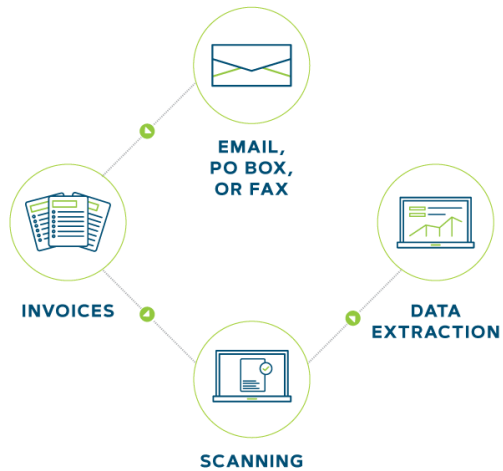 EMAIL,
PO BOX,
OR FAX
INVOICES
DATA
EXTRACTION
SCANNING